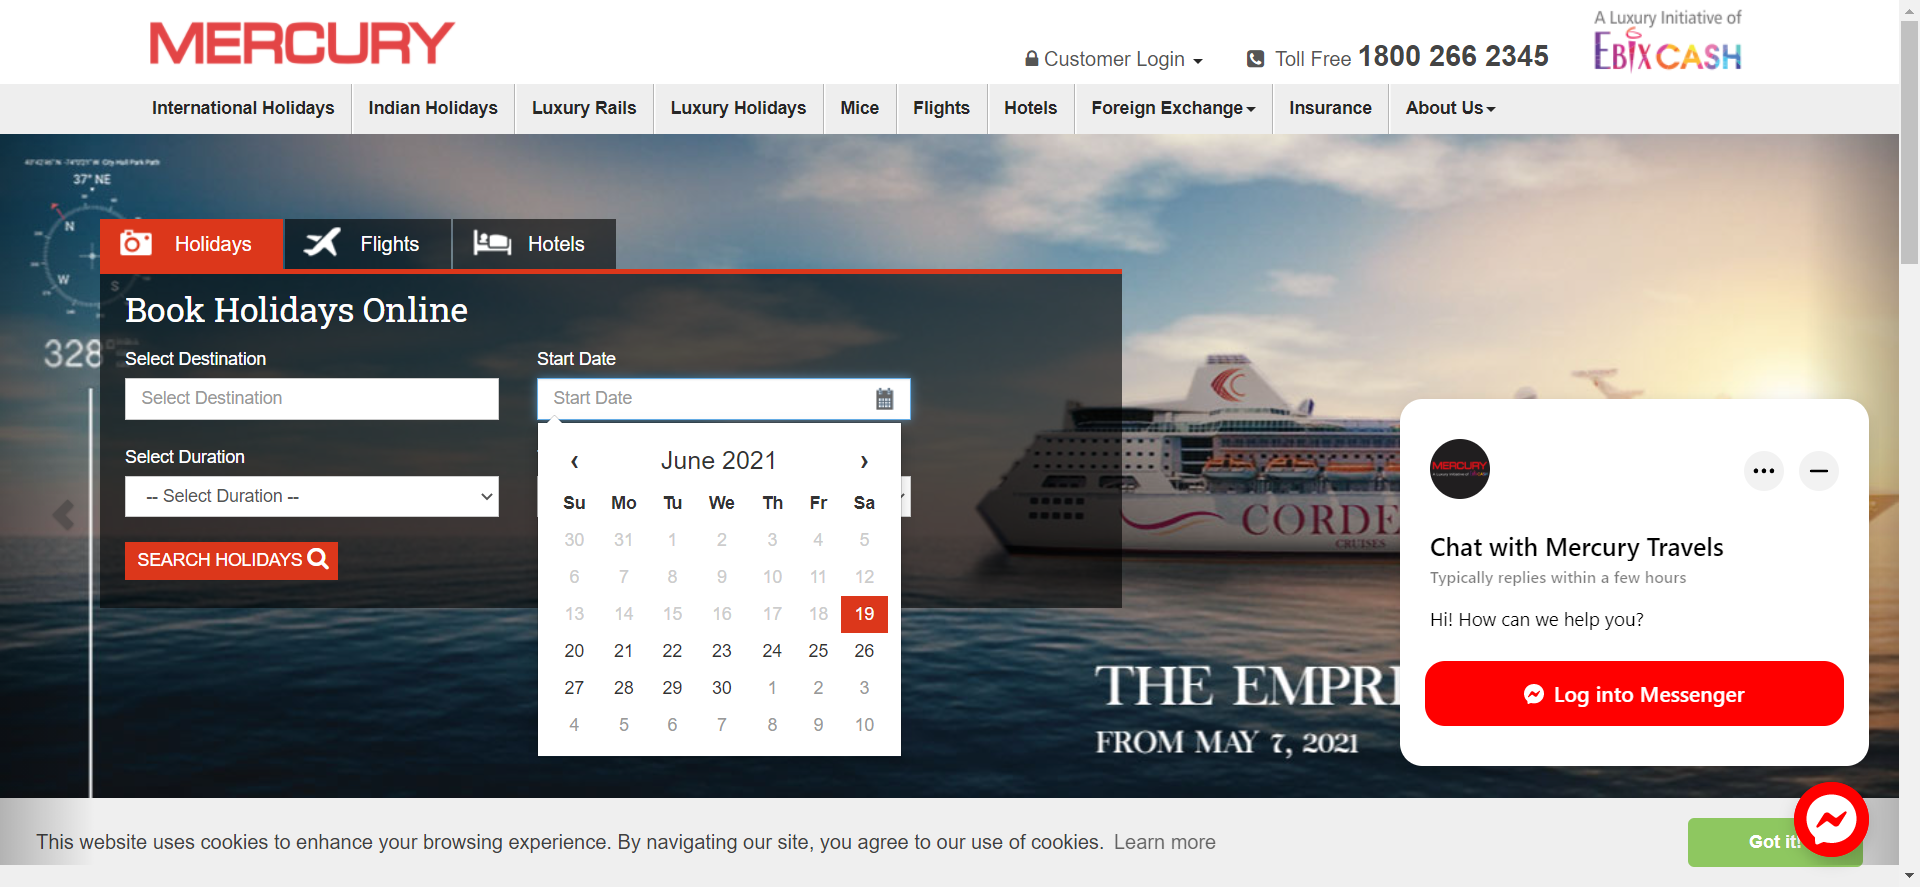 MERCURY
Customer Login
Toll Free 1800 266 2345
A Luxury Initiative of
EBIXCASH
International Holidays
Indian Holidays
Luxury Rails
Luxury Holidays
Mice
Flights
Hotels
Foreign Exchange
Insurance
About Us
37° NE
N
W
S
328
Holidays
Flights
Hotels
Book Holidays Online
Select Destination
Start Date
Select Destination
Start Date
Select Duration
-- Select Duration --
SEARCH HOLIDAYS
‹ June 2021 ›
Su Mo Tu We Th Fr Sa
30 31 1 2 3 4 5
6 7 8 9 10 11 12
13 14 15 16 17 18 19
20 21 22 23 24 25 26
27 28 29 30 1 2 3
4 5 6 7 8 9 10
CORDE
CRUISES
THE EMPRE
FROM MAY 7, 2021
MERCURY
Chat with Mercury Travels
Typically replies within a few hours
Hi! How can we help you?
Log into Messenger
This website uses cookies to enhance your browsing experience. By navigating our site, you agree to our use of cookies. Learn more
Got it!